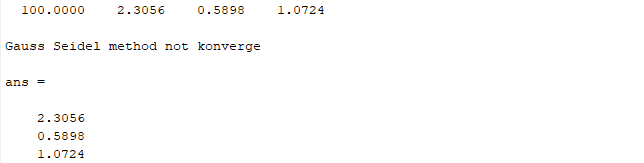 100.0000 2.3056 0.5898 1.0724
Gauss Seidel method not konverge
ans =
2.3056
0.5898
1.0724